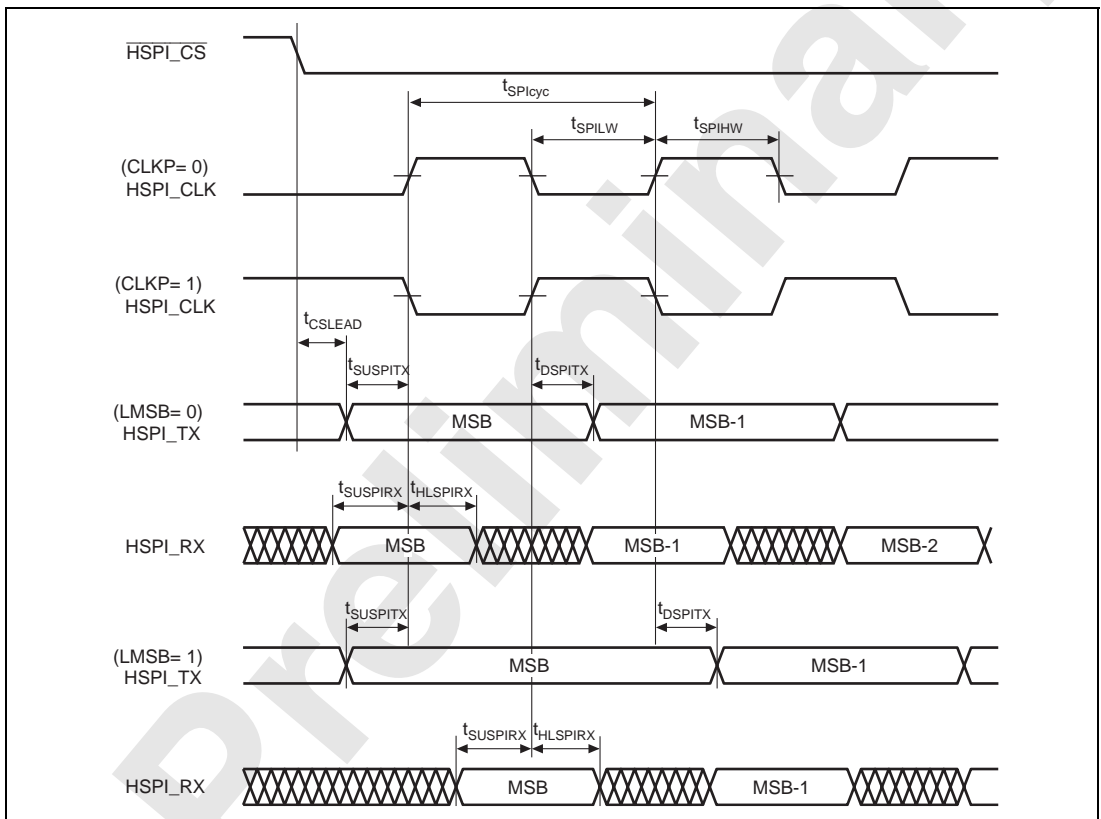 HSPI_CS
tSPIcyc
tSPILW
tSPIHW
(CLKP= 0)
HSPI_CLK
(CLKP= 1)
HSPI_CLK
tCSLEAD
tSUSPITX
tDSPITX
(LMSB= 0)
HSPI_TX
MSB
MSB-1
tSUSPIRX
tHLSPIRX
HSPI_RX
MSB
MSB-1
MSB-2
tSUSPITX
tDSPITX
(LMSB= 1)
HSPI_TX
MSB
MSB-1
tSUSPIRX
tHLSPIRX
HSPI_RX
MSB
MSB-1
Prelimina